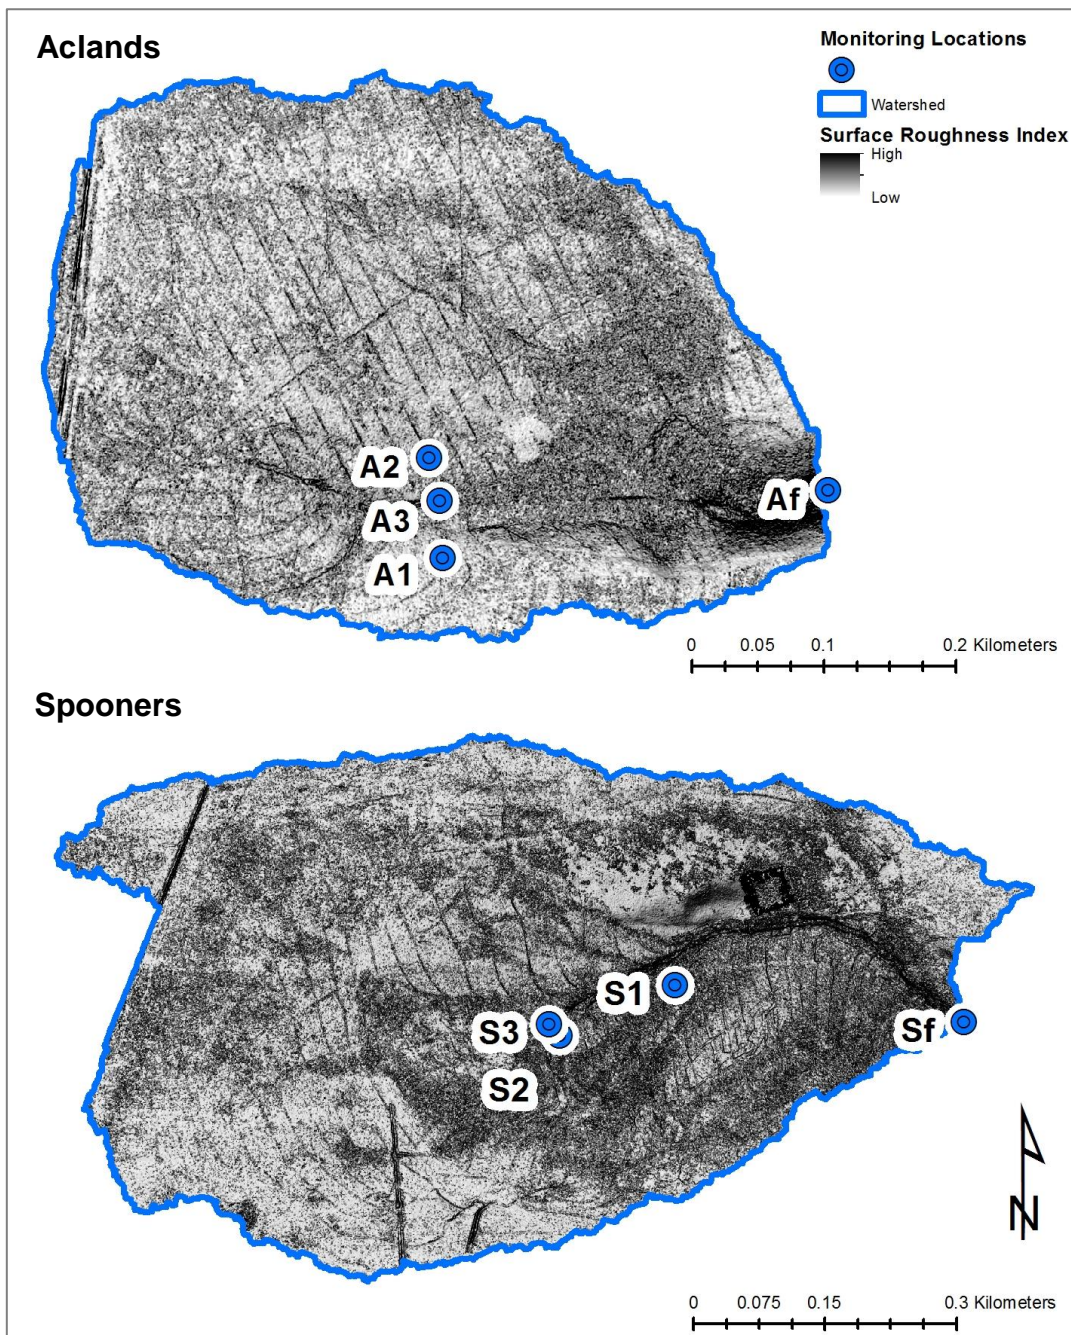 Aclands
Monitoring Locations
Watershed
Surface Roughness Index
High
Low
A2
A3
A1
Af
0 0.05 0.1 0.2 Kilometers
Spooners
S1
S3
S2
Sf
N
0 0.075 0.15 0.3 Kilometers